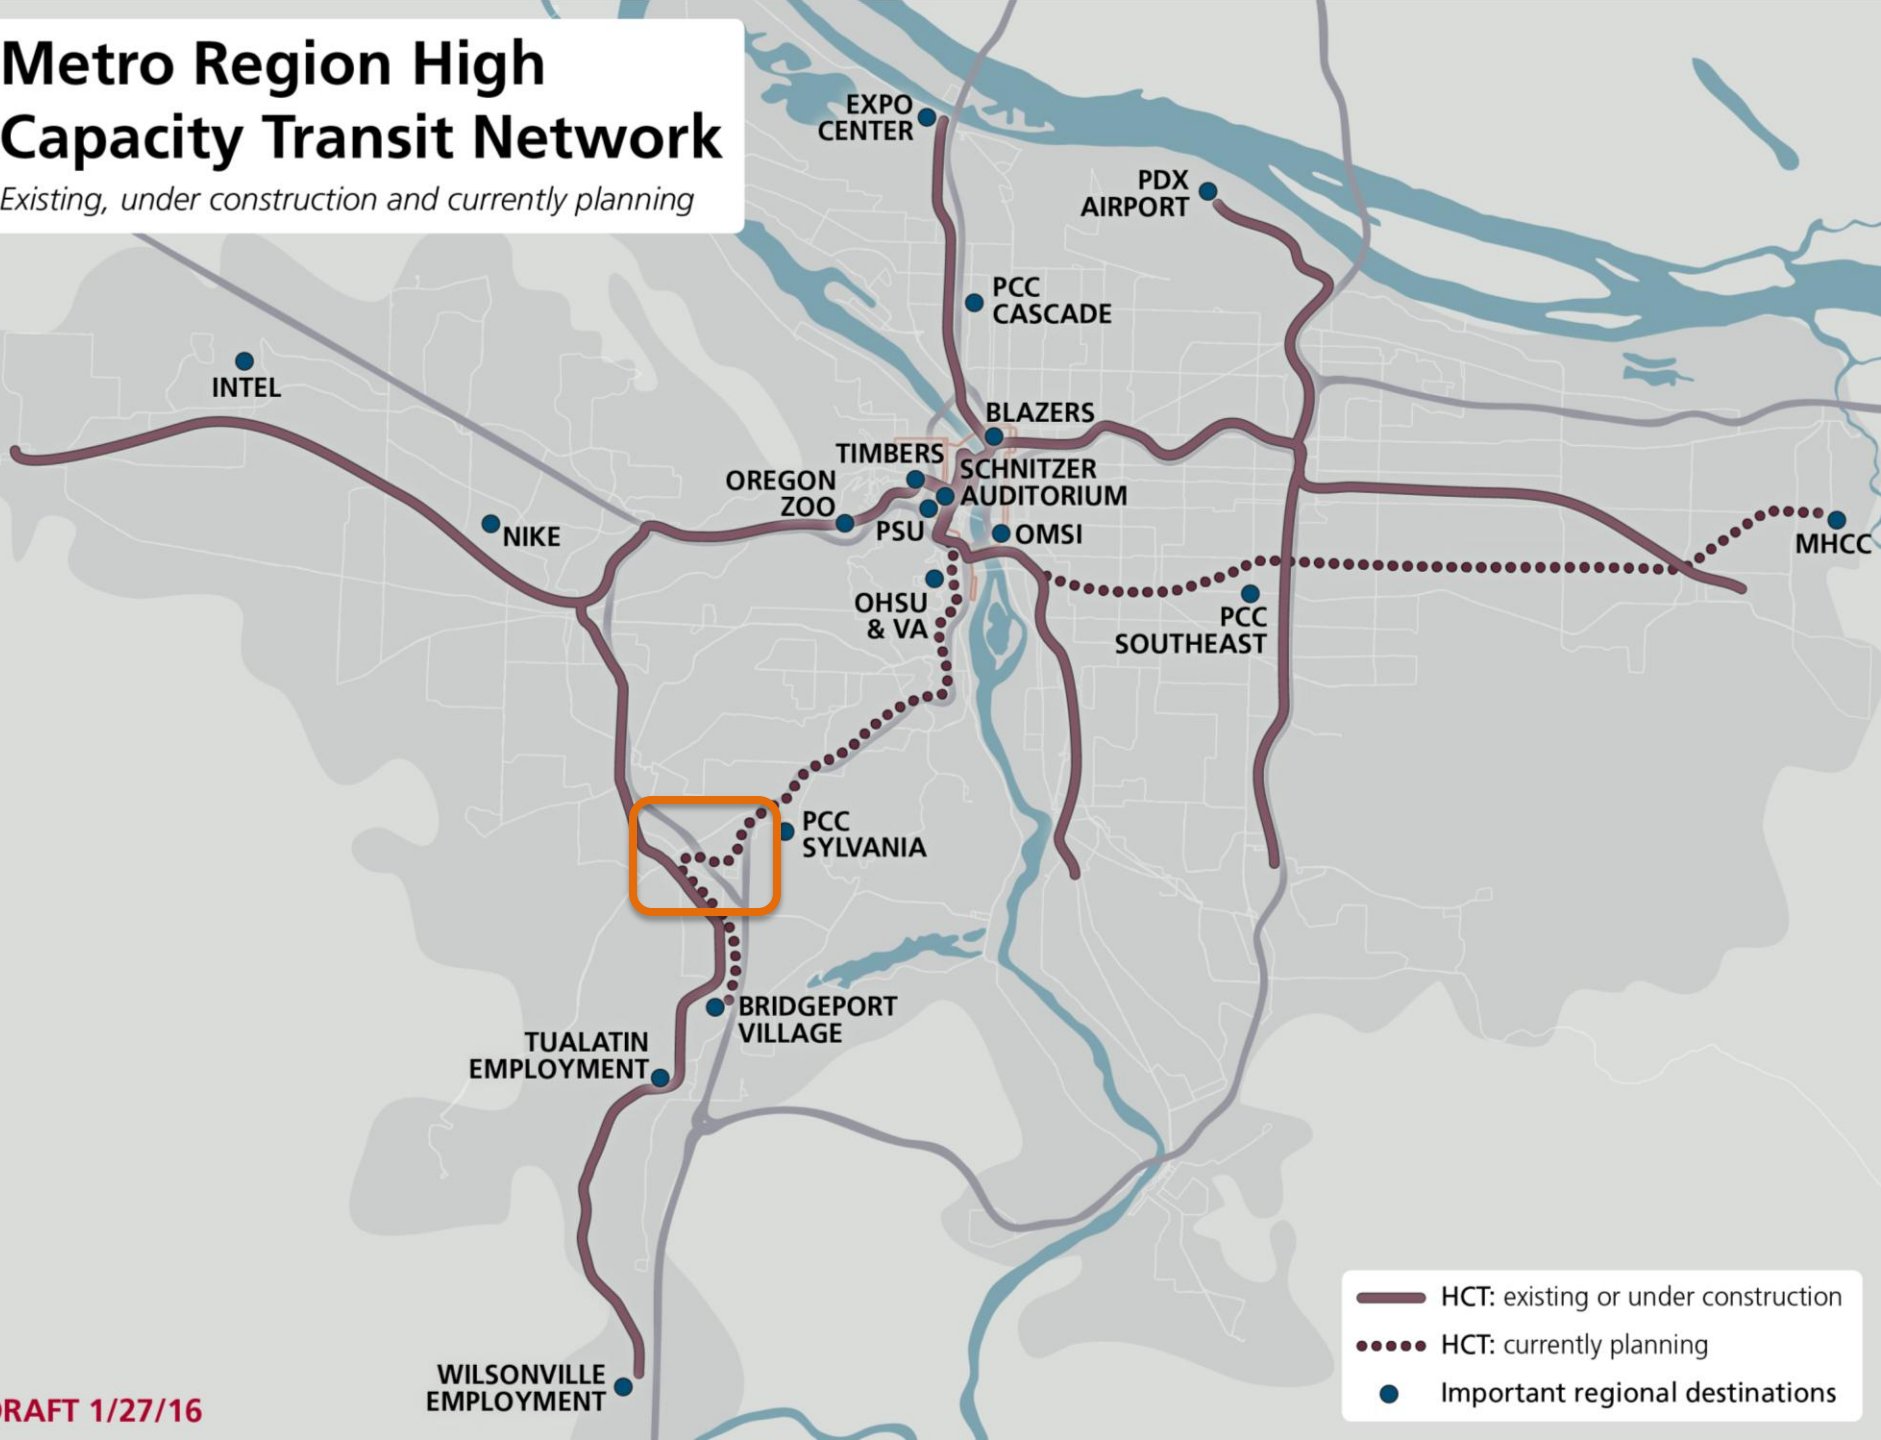 Metro Region High
Capacity Transit Network
Existing, under construction and currently planning
EXPO
CENTER
PDX
AIRPORT
PCC
CASCADE
INTEL
BLAZERS
TIMBERS
SCHNITZER
AUDITORIUM
OREGON
ZOO
PSU
OMSI
NIKE
MHCC
OHSU
& VA
PCC
SOUTHEAST
PCC
SYLVANIA
BRIDGEPORT
VILLAGE
TUALATIN
EMPLOYMENT
WILSONVILLE
EMPLOYMENT
HCT: existing or under construction
HCT: currently planning
Important regional destinations
RAFT 1/27/16